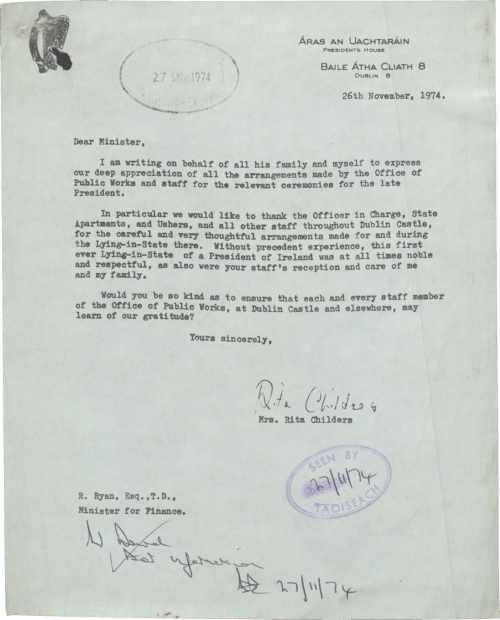 ÁRAS AN UACHTARÁIN
PRESIDENT'S HOUSE
BAILE ÁTHA CLIATH 8
DUBLIN 8
27 1974
26th November, 1974.
Dear Minister,
I am writing on behalf of all his family and myself to express
our deep appreciation of all the arrangements made by the Office of
Public Works and staff for the relevant ceremonies for the late
President.
In particular we would like to thank the Officer in Charge, State
Apartments, and Ushers, and all other staff throughout Dublin Castle,
for the careful and very thoughtful arrangements made for and during
the Lying-in-State there. Without precedent experience, this first
ever Lying-in-State of a President of Ireland was at all times noble
and respectful, as also were your staff's reception and care of me
and my family.
Would you be so kind as to ensure that each and every staff member
of the Office of Public Works, at Dublin Castle and elsewhere, may
learn of our gratitude?
Yours sincerely,
Rita Childers
Mrs. Rita Childers
SEEN BY
27/11/74
TAOISEACH
R. Ryan, Esq.,T.D.,
Minister for Finance.
27/11/74